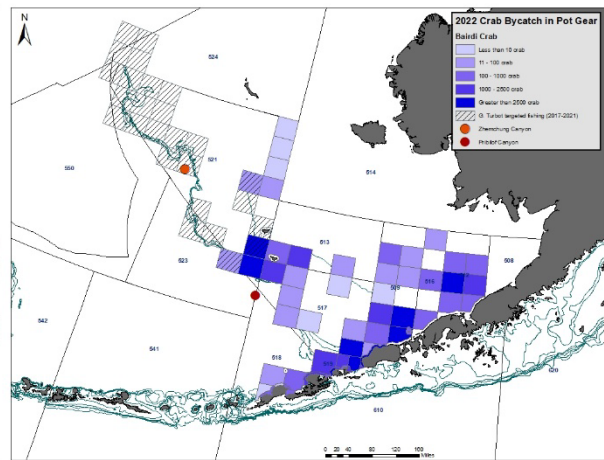 2022 Crab Bycatch in Pot Gear
Bairdi Crab
Less than 10 crab
11 - 100 crab
100 - 1000 crab
1000 - 2500 crab
Greater than 2500 crab
G. Turbot targeted fishing (2017-2021)
Zhemchung Canyon
Pribilof Canyon
N
524
521
550
514
513
508
523
509
516
517
542
541
518
519
620
610
0 20 40 80 120 160
Miles